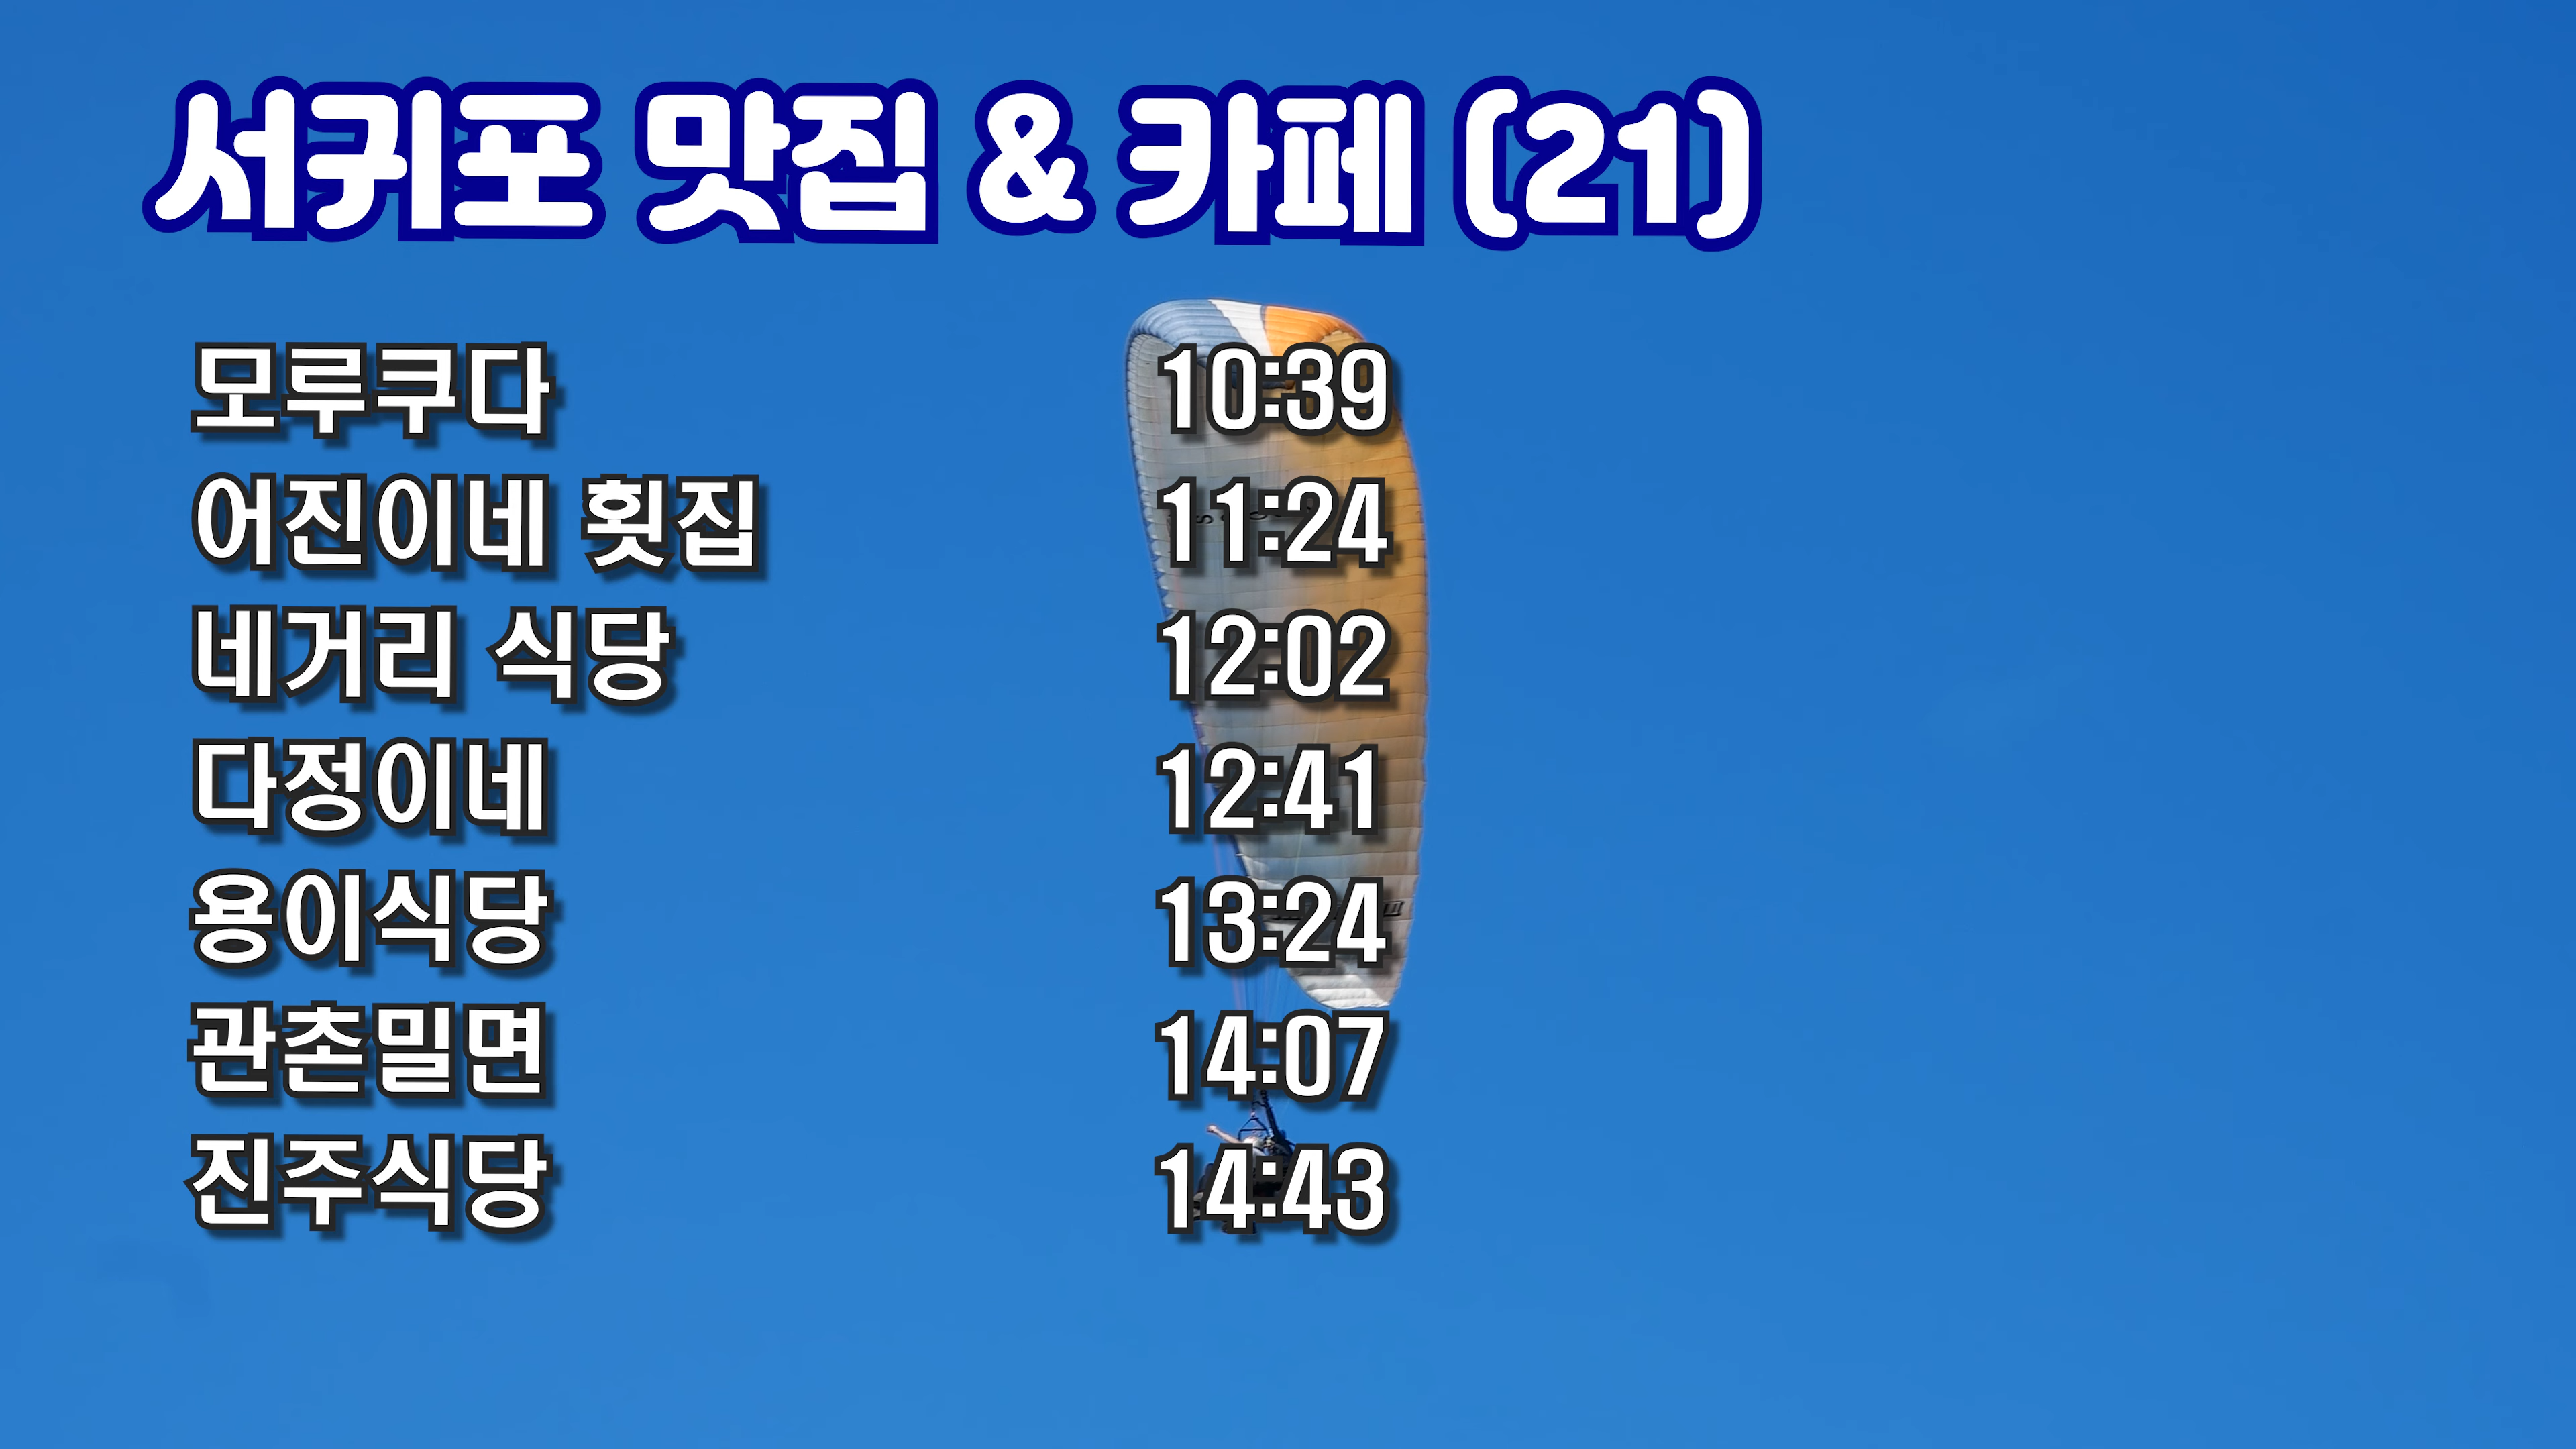 서귀포 맛집 & 카페 (21)
모루쿠다 10:39
어진이네 횟집 11:24
네거리 식당 12:02
다정이네 12:41
용이식당 13:24
관촌밀면 14:07
진주식당 14:43